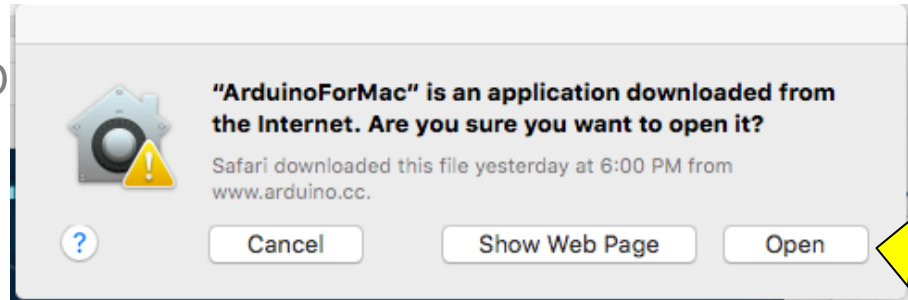 “ArduinoForMac” is an application downloaded from
the Internet. Are you sure you want to open it?
Safari downloaded this file yesterday at 6:00 PM from
www.arduino.cc.
?
Cancel
Show Web Page
Open